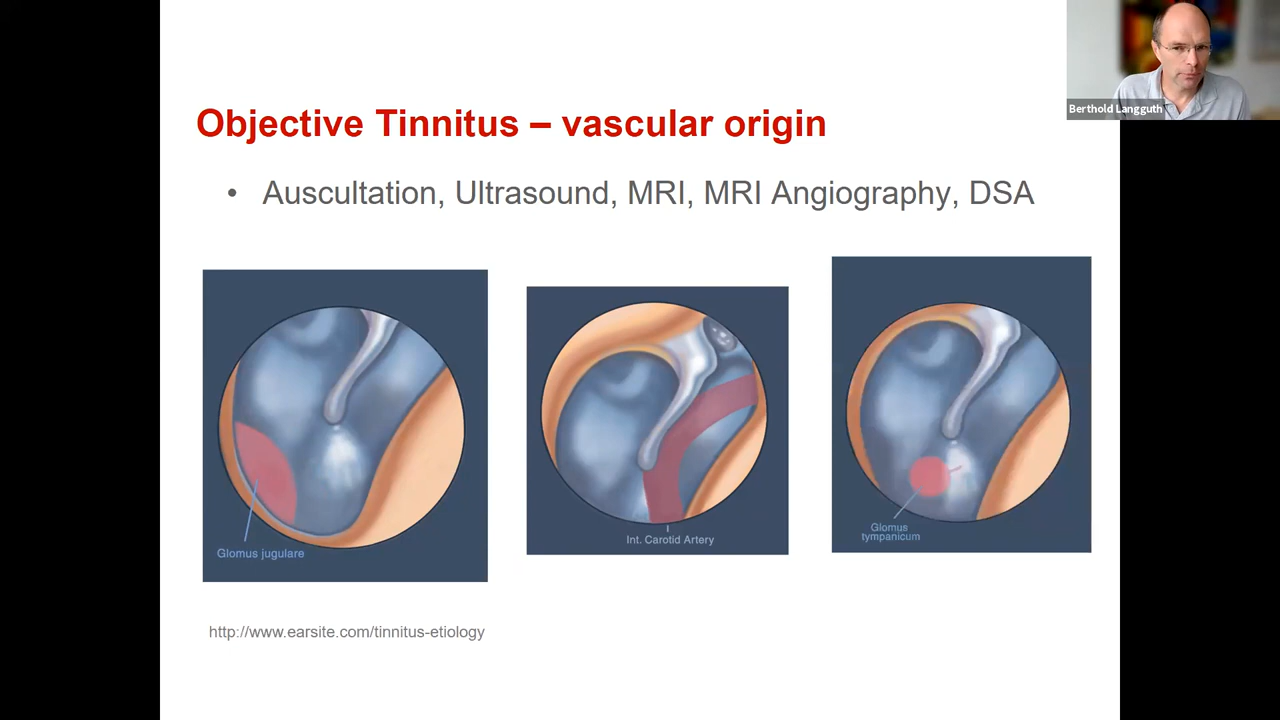 Berthold Langguth
Objective Tinnitus – vascular origin
• Auscultation, Ultrasound, MRI, MRI Angiography, DSA
Glomus jugulare
Int. Carotid Artery
Glomus
tympanicum
http://www.earsite.com/tinnitus-etiology